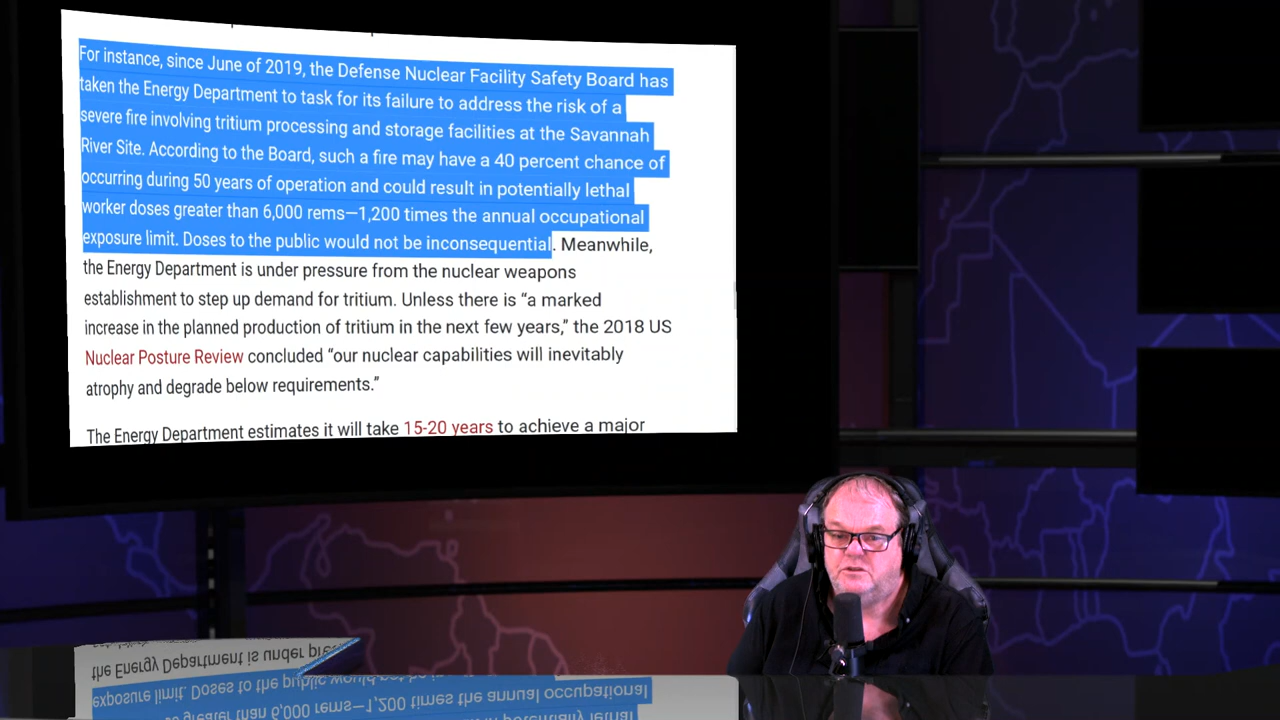 For instance, since June of 2019, the Defense Nuclear Facility Safety Board has
taken the Energy Department to task for its failure to address the risk of a
severe fire involving tritium processing and storage facilities at the Savannah
River Site. According to the Board, such a fire may have a 40 percent chance of
occurring during 50 years of operation and could result in potentially lethal
worker doses greater than 6,000 rems—1,200 times the annual occupational
exposure limit. Doses to the public would not be inconsequential. Meanwhile,
the Energy Department is under pressure from the nuclear weapons
establishment to step up demand for tritium. Unless there is “a marked
increase in the planned production of tritium in the next few years,” the 2018 US
Nuclear Posture Review concluded “our nuclear capabilities will inevitably
atrophy and degrade below requirements.”
The Energy Department estimates it will take 15-20 years to achieve a major